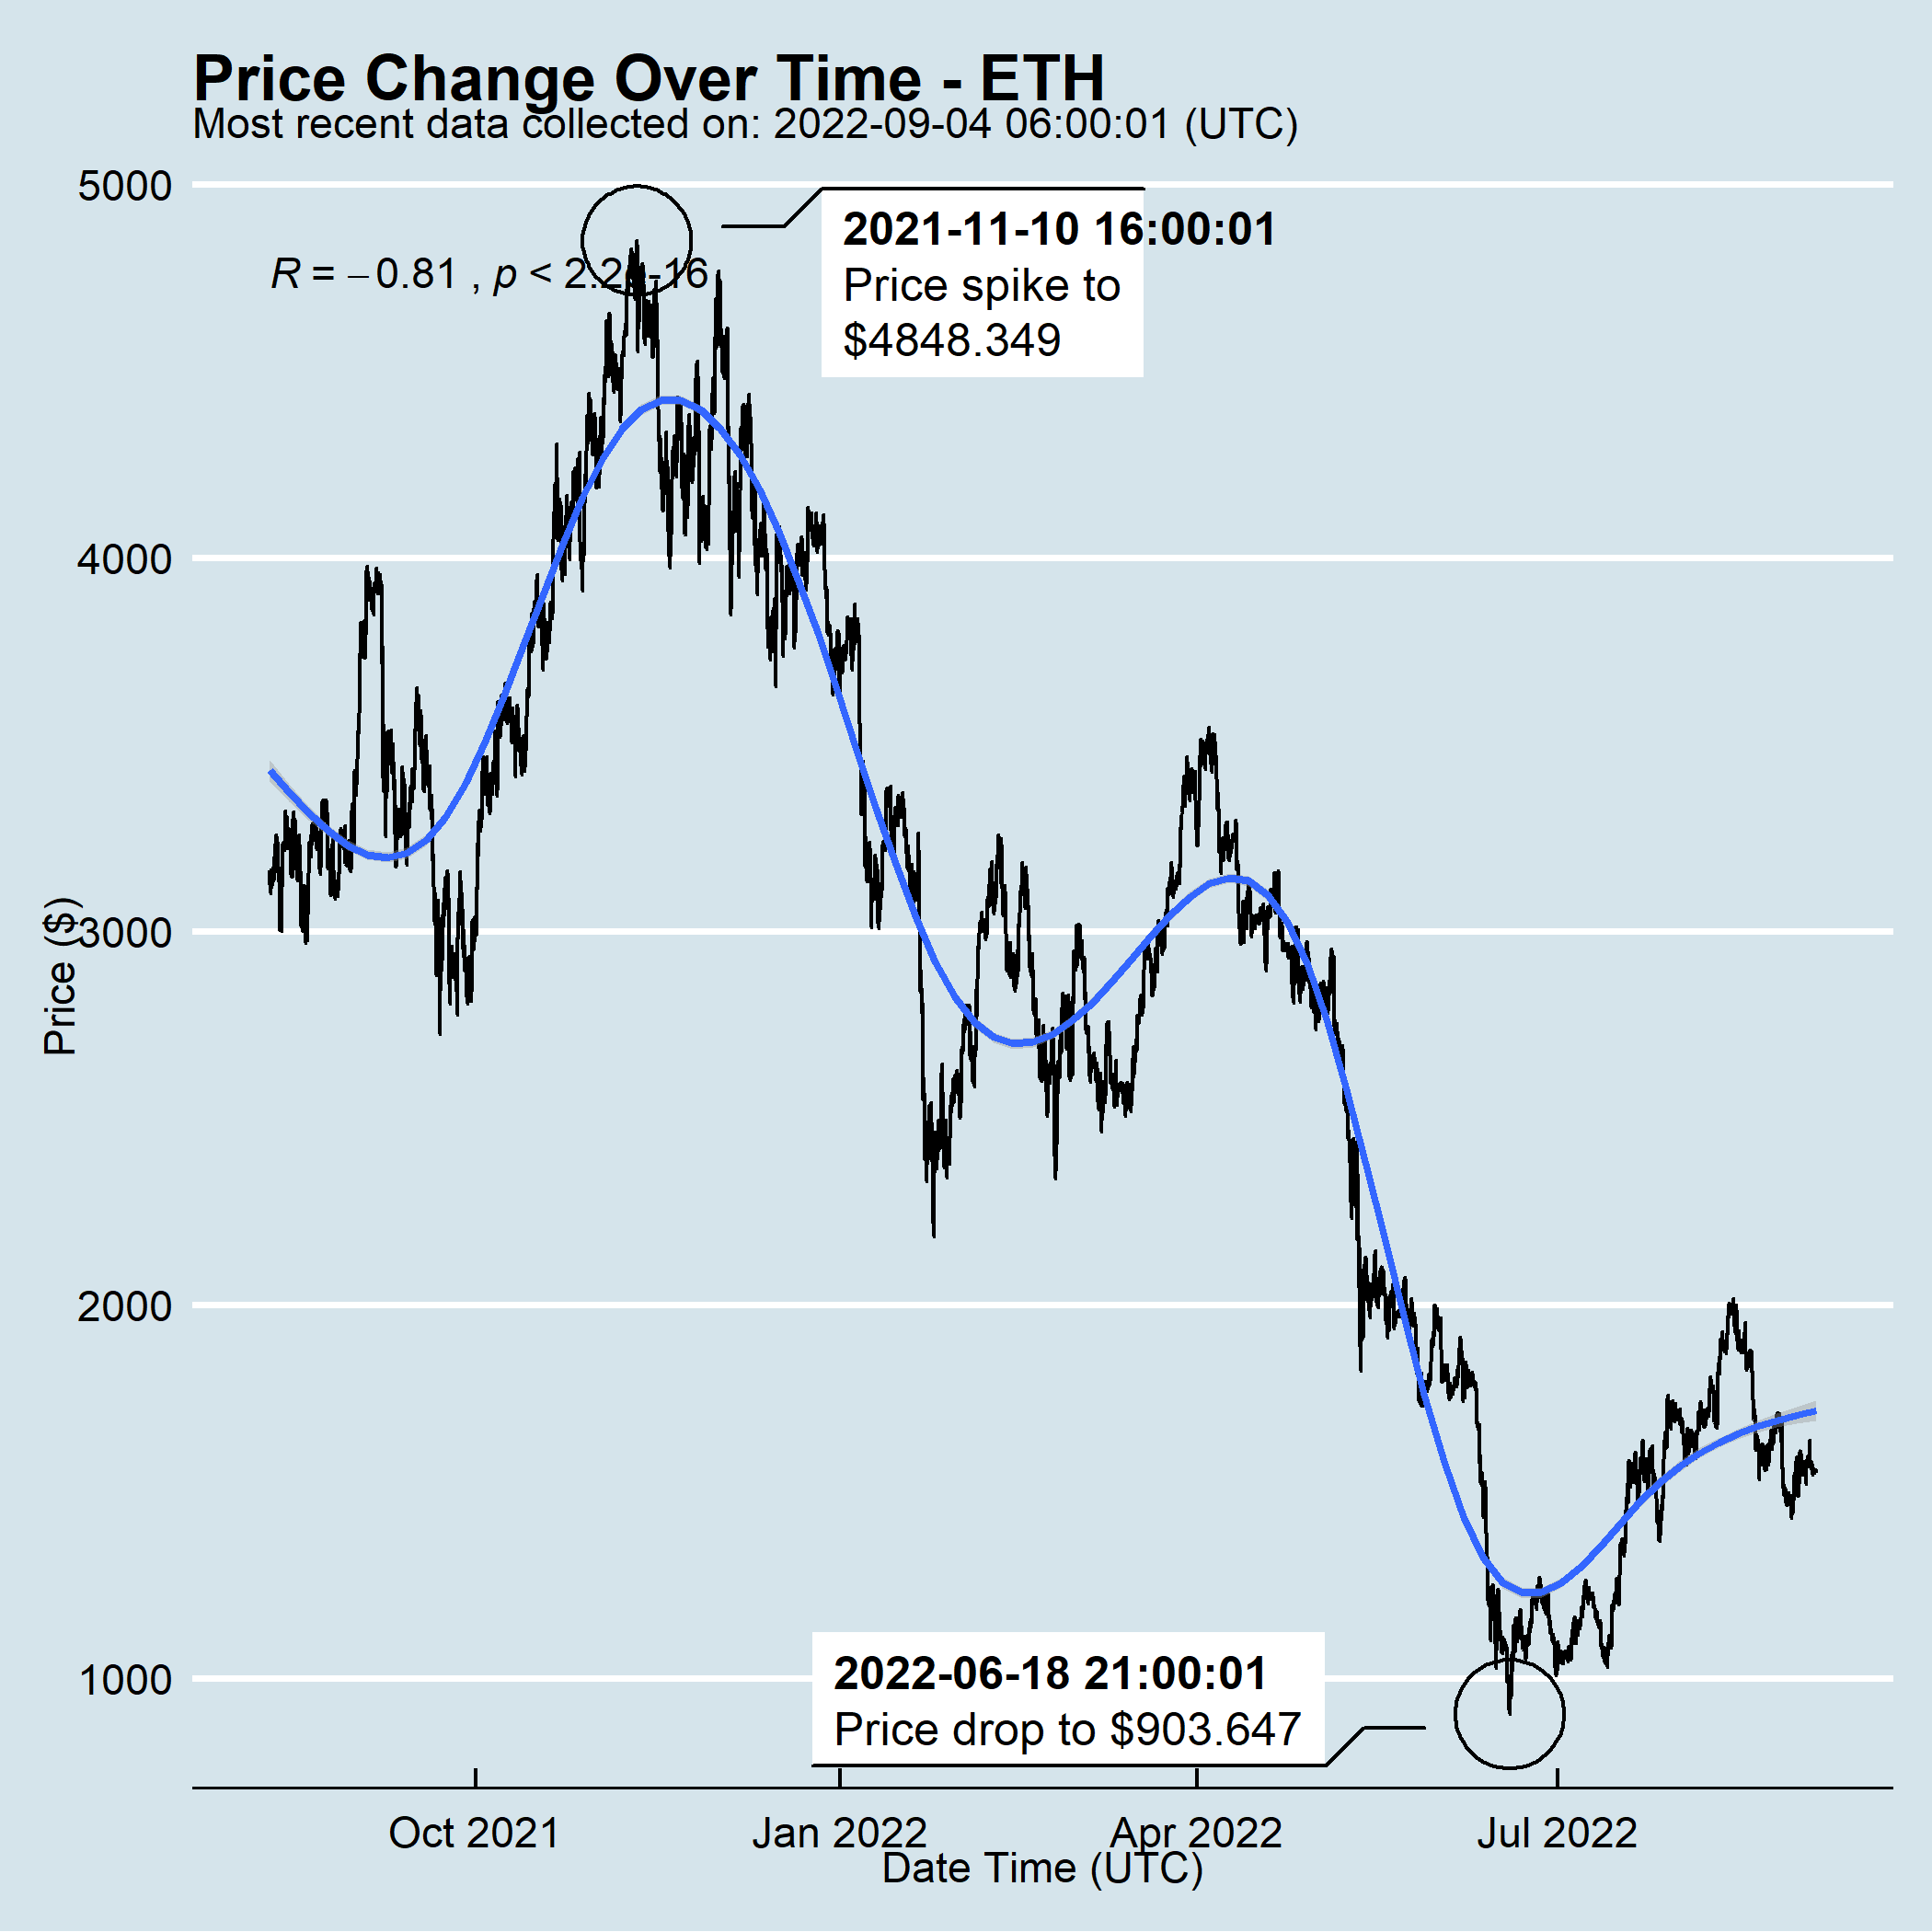 Price Change Over Time - ETH
Most recent data collected on: 2022-09-04 06:00:01 (UTC)
5000
2021-11-10 16:00:01
Price spike to
$4848.349
R = −0.81 , p < 2.2e-16
4000
Price ($)
3000
2000
1000
2022-06-18 21:00:01
Price drop to $903.647
Oct 2021
Jan 2022
Apr 2022
Jul 2022
Date Time (UTC)